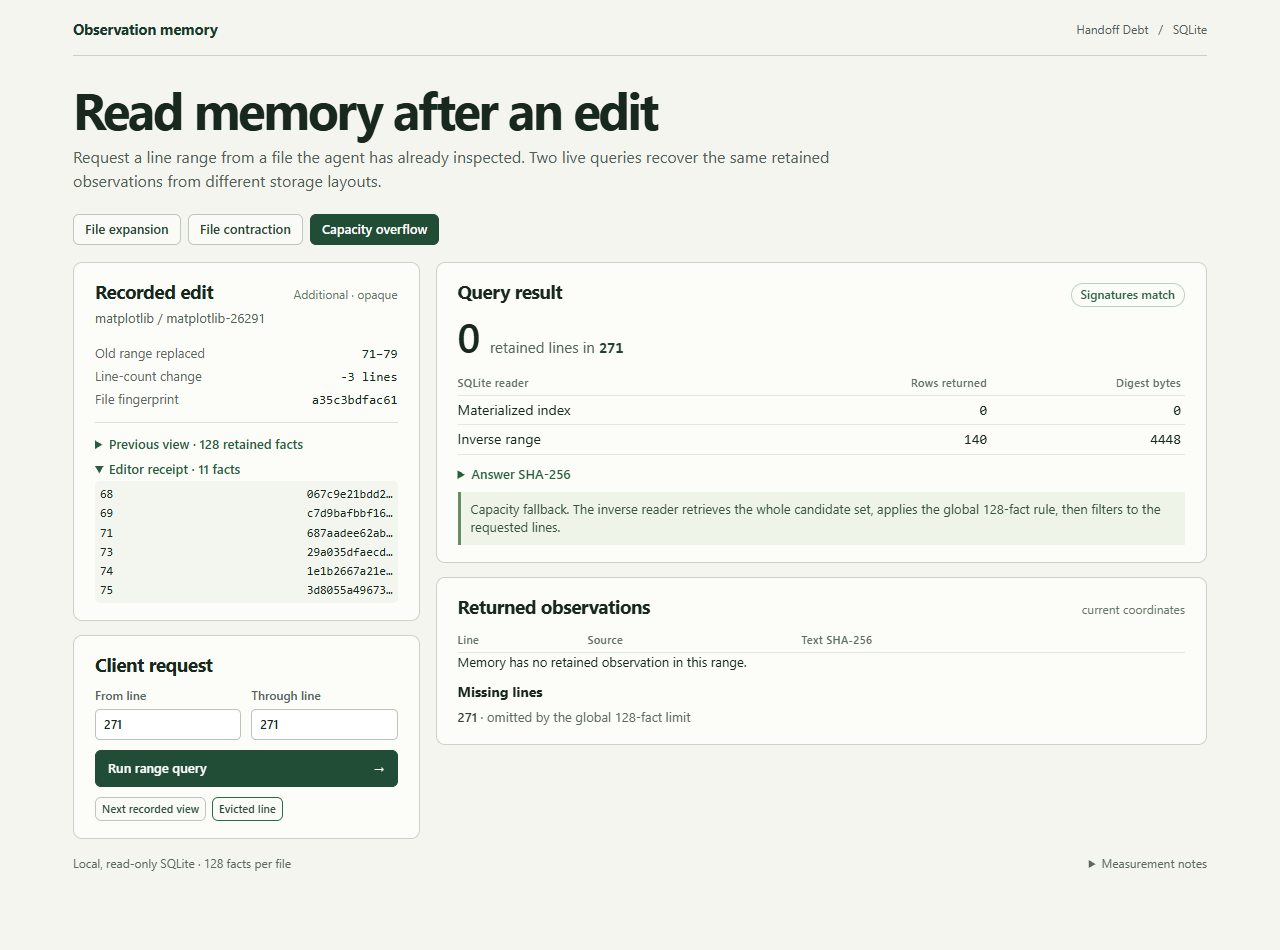 Observation memory
Handoff Debt / SQLite
Read memory after an edit
Request a line range from a file the agent has already inspected. Two live queries recover the same retained
observations from different storage layouts.
File expansion
File contraction
Capacity overflow
Recorded edit
Additional · opaque
matplotlib / matplotlib-26291
Old range replaced 71–79
Line-count change -3 lines
File fingerprint a35c3bdfac61
▶ Previous view · 128 retained facts
▼ Editor receipt · 11 facts
68 067c9e21bdd2…
69 c7d9bafbbf16…
71 687aadee62ab…
73 29a035dfaecd…
74 1e1b2667a21e…
75 3d8055a49673…
Client request
From line Through line
271 271
Run range query →
Next recorded view Evicted line
Query result
Signatures match
0 retained lines in 271
SQLite reader Rows returned Digest bytes
Materialized index 0 0
Inverse range 140 4448
▶ Answer SHA-256
Capacity fallback. The inverse reader retrieves the whole candidate set, applies the global 128-fact rule, then filters to the
requested lines.
Returned observations
current coordinates
Line Source Text SHA-256
Memory has no retained observation in this range.
Missing lines
271 · omitted by the global 128-fact limit
Local, read-only SQLite · 128 facts per file
▶ Measurement notes